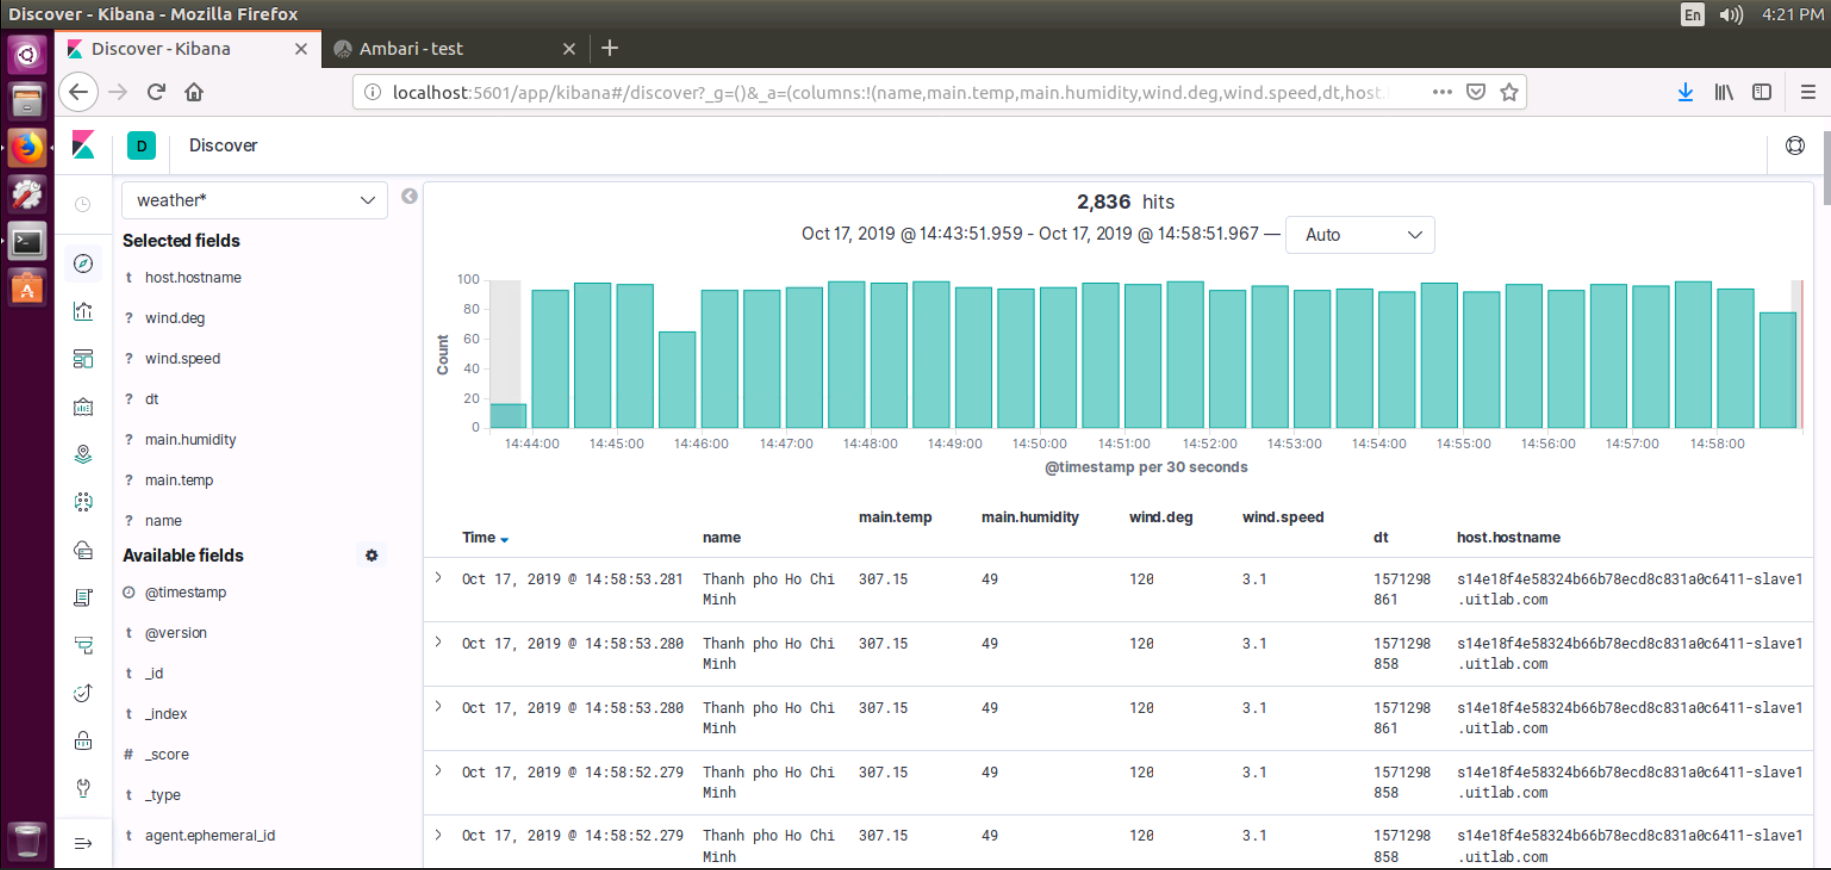 Discover - Kibana - Mozilla Firefox
En
4:21 PM
Discover - Kibana
Ambari - test
localhost:5601/app/kibana#/discover?_g=()&_a=(columns:!(name,main.temp,main.humidity,wind.deg,wind.speed,dt,host.
D
Discover
weather*
2,836 hits
Oct 17, 2019 @ 14:43:51.959 - Oct 17, 2019 @ 14:58:51.967 —
Auto
Selected fields
t host.hostname
? wind.deg
? wind.speed
? dt
? main.humidity
? main.temp
? name
Available fields
@timestamp
t @version
t _id
t _index
# _score
t _type
t agent.ephemeral_id
Count
100
80
60
40
20
0
14:44:00 14:45:00 14:46:00 14:47:00 14:48:00 14:49:00 14:50:00 14:51:00 14:52:00 14:53:00 14:54:00 14:55:00 14:56:00 14:57:00 14:58:00
@timestamp per 30 seconds
Time name main.temp main.humidity wind.deg wind.speed dt host.hostname
Oct 17, 2019 @ 14:58:53.281 Thanh pho Ho Chi 307.15 49 120 3.1 1571298 s14e18f4e58324b66b78ecd8c831a0c6411-slave1
Minh 861 .uitlab.com
Oct 17, 2019 @ 14:58:53.280 Thanh pho Ho Chi 307.15 49 120 3.1 1571298 s14e18f4e58324b66b78ecd8c831a0c6411-slave1
Minh 858 .uitlab.com
Oct 17, 2019 @ 14:58:53.280 Thanh pho Ho Chi 307.15 49 120 3.1 1571298 s14e18f4e58324b66b78ecd8c831a0c6411-slave1
Minh 861 .uitlab.com
Oct 17, 2019 @ 14:58:52.279 Thanh pho Ho Chi 307.15 49 120 3.1 1571298 s14e18f4e58324b66b78ecd8c831a0c6411-slave1
Minh 858 .uitlab.com
Oct 17, 2019 @ 14:58:52.279 Thanh pho Ho Chi 307.15 49 120 3.1 1571298 s14e18f4e58324b66b78ecd8c831a0c6411-slave1
Minh 858 .uitlab.com